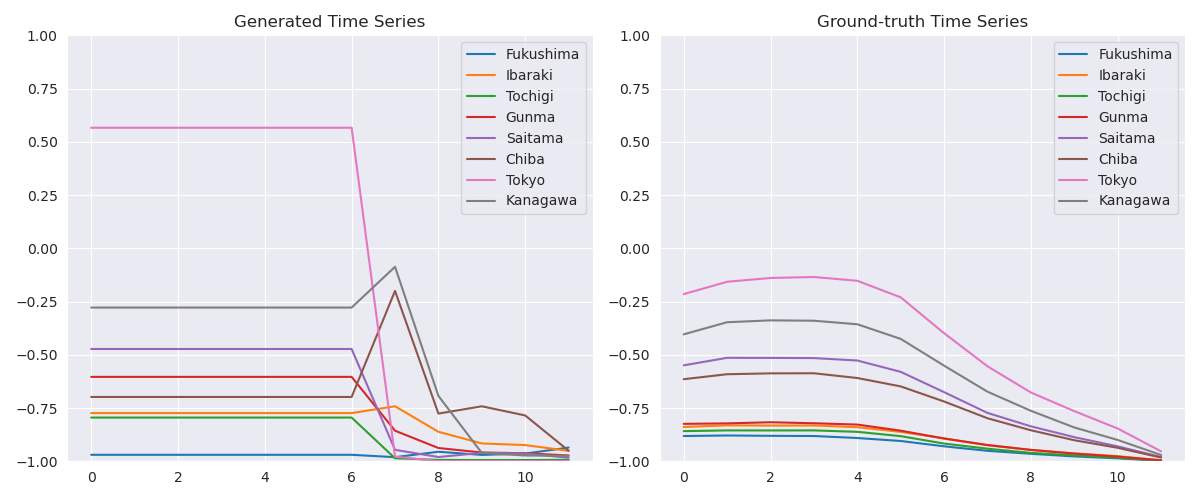 Generated Time Series
1.00
0.75
0.50
0.25
0.00
−0.25
−0.50
−0.75
−1.00
0 2 4 6 8 10
Fukushima
Ibaraki
Tochigi
Gunma
Saitama
Chiba
Tokyo
Kanagawa
Ground-truth Time Series
1.00
0.75
0.50
0.25
0.00
−0.25
−0.50
−0.75
−1.00
0 2 4 6 8 10
Fukushima
Ibaraki
Tochigi
Gunma
Saitama
Chiba
Tokyo
Kanagawa